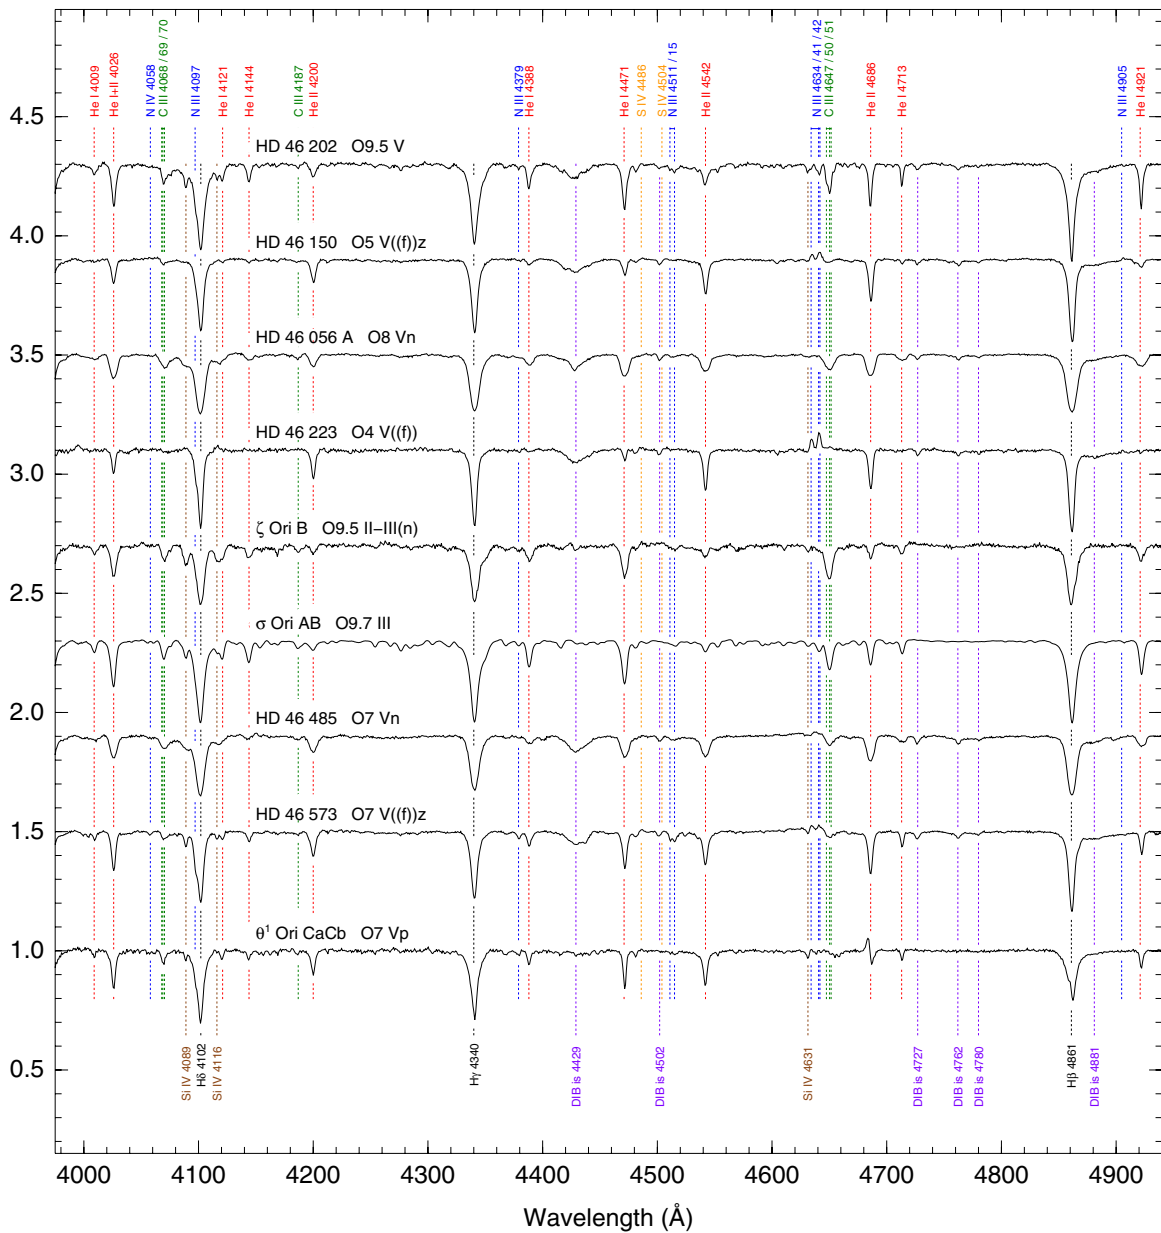 He I 4009
He I+II 4026
N IV 4058
C III 4068 / 69 / 70
N III 4097
He I 4121
He I 4144
C III 4187
He II 4200
N III 4379
He I 4388
He I 4471
S IV 4486
S IV 4504
N III 4511 / 15
He II 4542
N III 4634 / 41 / 42
C III 4647 / 50 / 51
He II 4686
He I 4713
N III 4905
He I 4921
4.5
HD 46 202 O9.5 V
4.0
HD 46 150 O5 V((f))z
HD 46 056 A O8 Vn
3.5
HD 46 223 O4 V((f))
3.0
ζ Ori B O9.5 II–III(n)
2.5
σ Ori AB O9.7 III
2.0
HD 46 485 O7 Vn
HD 46 573 O7 V((f))z
1.5
θ¹ Ori CaCb O7 Vp
1.0
0.5
Si IV 4089
Hδ 4102
Si IV 4116
Hγ 4340
DIB is 4429
DIB is 4502
Si IV 4631
DIB is 4727
DIB is 4762
DIB is 4780
Hβ 4861
DIB is 4881
4000 4100 4200 4300 4400 4500 4600 4700 4800 4900
Wavelength (Å)